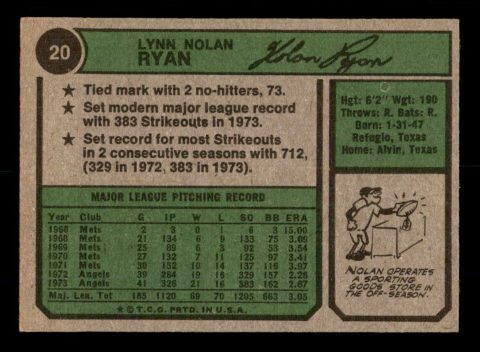 20
LYNN NOLAN
RYAN
Nolan Ryan
★ Tied mark with 2 no-hitters, 73.
★ Set modern major league record
with 383 Strikeouts in 1973.
★ Set record for most Strikeouts
in 2 consecutive seasons with 712,
(329 in 1972, 383 in 1973).
Hgt: 6'2" Wgt: 190
Throws: R. Bats: R.
Born: 1-31-47
Refugio, Texas
Home: Alvin, Texas
MAJOR LEAGUE PITCHING RECORD
Year Club G IP W L SO BB ERA
1966 Mets 2 3 0 1 6 3 15.00
1968 Mets 21 134 6 9 133 75 3.09
1969 Mets 25 89 6 3 92 53 3.54
1970 Mets 27 132 7 11 125 97 3.41
1971 Mets 30 152 10 14 137 116 3.97
1972 Angels 39 284 19 16 329 157 2.28
1973 Angels 41 326 21 16 383 162 2.87
Maj. Lea. Tot 185 1120 69 70 1205 663 3.05
★ © T.C.G. PRTD. IN U.S.A.
NOLAN OPERATES
A SPORTING
GOODS STORE IN
THE OFF-SEASON.